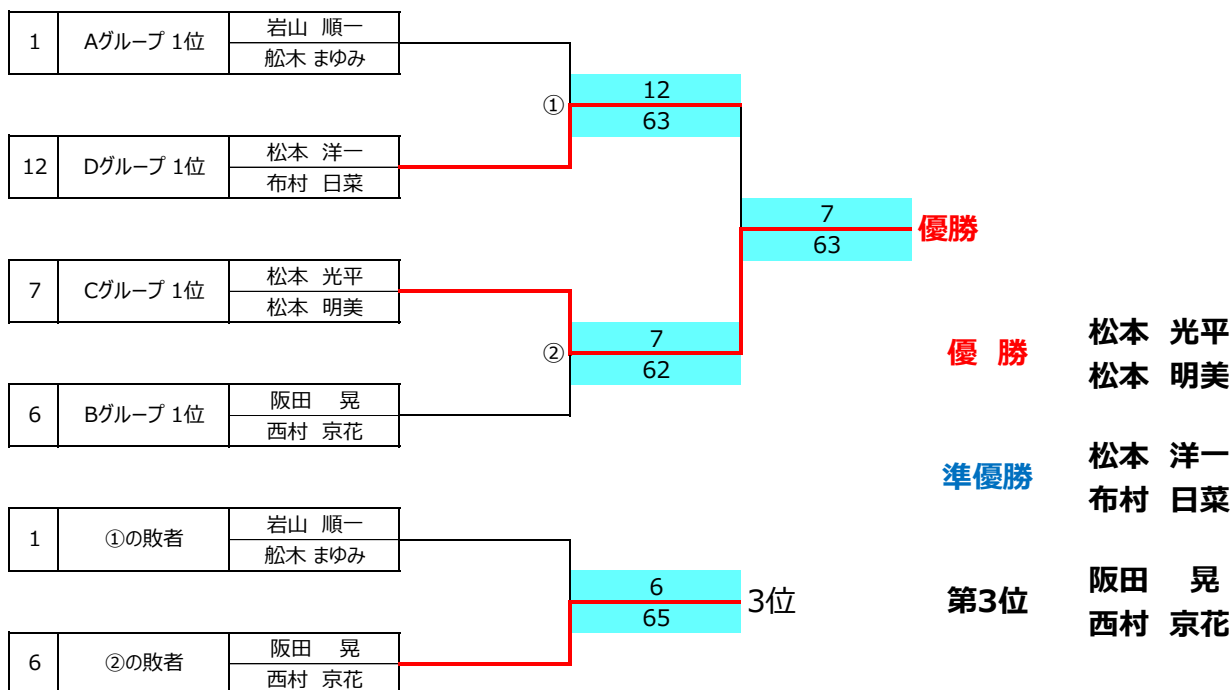 1 Aグループ 1位 岩山 順一
舩木 まゆみ
① 12
63
12 Dグループ 1位 松本 洋一
布村 日菜
7 優勝
63
7 Cグループ 1位 松本 光平
松本 明美
② 7
62
6 Bグループ 1位 阪田 晃
西村 京花
1 ①の敗者 岩山 順一
舩木 まゆみ
6 3位
65
6 ②の敗者 阪田 晃
西村 京花
優 勝 松本 光平
松本 明美
準優勝 松本 洋一
布村 日菜
第3位 阪田 晃
西村 京花